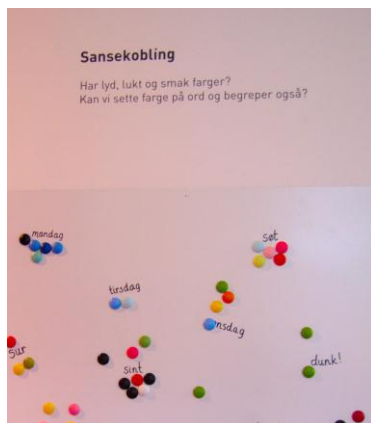 Sansekobling
Har lyd, lukt og smak farger?
Kan vi sette farge på ord og begreper også?
mandag
søt
tirsdag
onsdag
sur
dunk!
sint